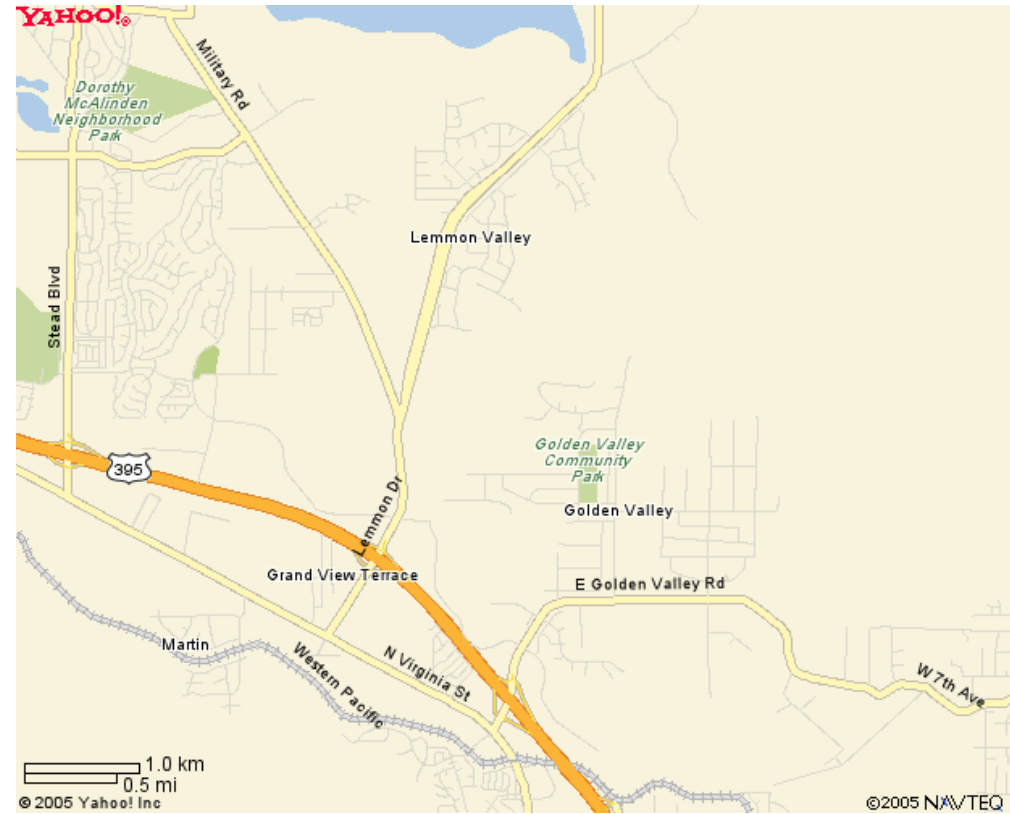 YAHOO!®
Military Rd
Dorothy
McAlinden
Neighborhood
Park
Lemmon Valley
Stead Blvd
Golden Valley
Community
Park
395
Lemmon Dr
Golden Valley
Grand View Terrace
E Golden Valley Rd
Martin
Western Pacific
N Virginia St
W 7th Ave
1.0 km
0.5 mi
© 2005 Yahoo! Inc
©2005 NAVTEQ